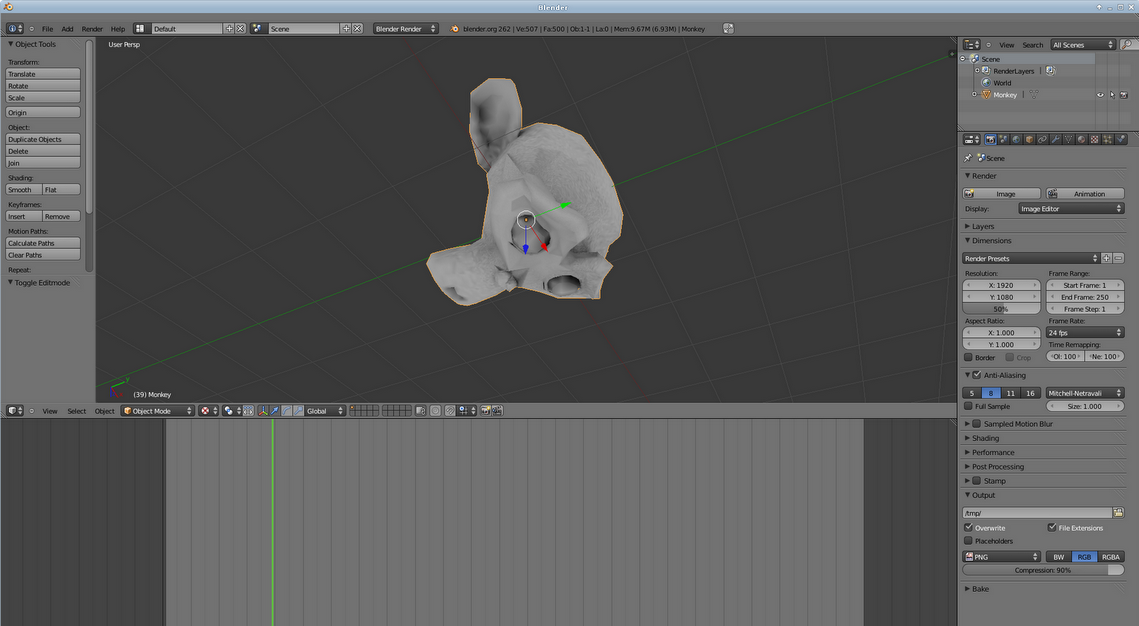 Blender
File Add Render Help Default Scene Blender Render blender.org 262 | Ve:507 | Fa:500 | Ob:1-1 | La:0 | Mem:9.67M (6.93M) | Monkey
Object Tools
Transform:
Translate
Rotate
Scale
Origin
Object:
Duplicate Objects
Delete
Join
Shading:
Smooth Flat
Keyframes:
Insert Remove
Motion Paths:
Calculate Paths
Clear Paths
Repeat:
Toggle Editmode
User Persp
(39) Monkey
View Select Object Object Mode Global
View Search All Scenes
Scene
RenderLayers |
World
Monkey |
Scene
Render
Image Animation
Display: Image Editor
Layers
Dimensions
Render Presets
Resolution: Frame Range:
X: 1920 Start Frame: 1
Y: 1080 End Frame: 250
50% Frame Step: 1
Aspect Ratio: Frame Rate:
X: 1.000 24 fps
Y: 1.000 Time Remapping:
Border Crop Ol: 100 Ne: 100
Anti-Aliasing
5 8 11 16 Mitchell-Netravali
Full Sample Size: 1.000
Sampled Motion Blur
Shading
Performance
Post Processing
Stamp
Output
/tmp/
Overwrite File Extensions
Placeholders
PNG BW RGB RGBA
Compression: 90%
Bake